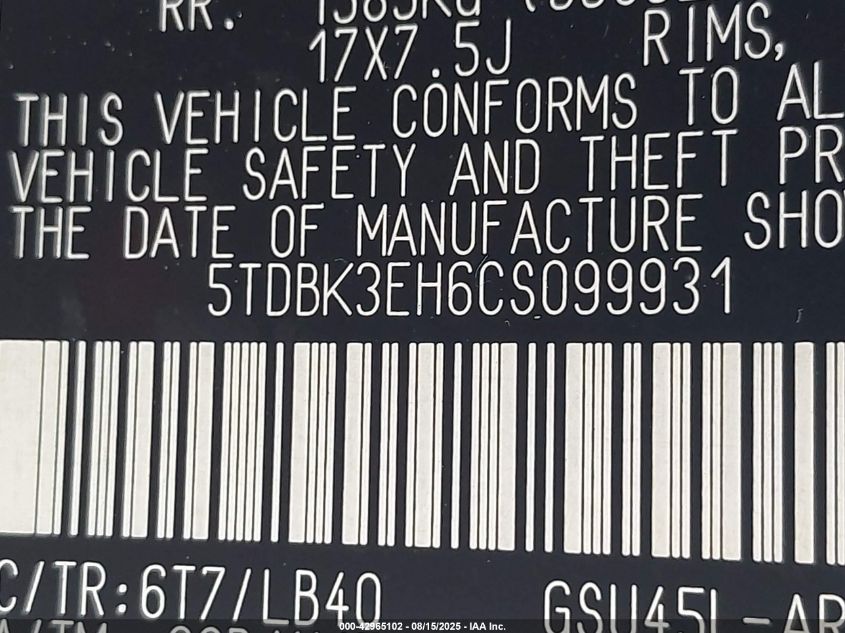 RR.
17X7.5J RIMS,
THIS VEHICLE CONFORMS TO AL
VEHICLE SAFETY AND THEFT PR
THE DATE OF MANUFACTURE SHO
5TDBK3EH6CS099931
C/TR:6T7/LB40 GSU45L-AR
000-42965102 - 08/15/2025 - IAA Inc.